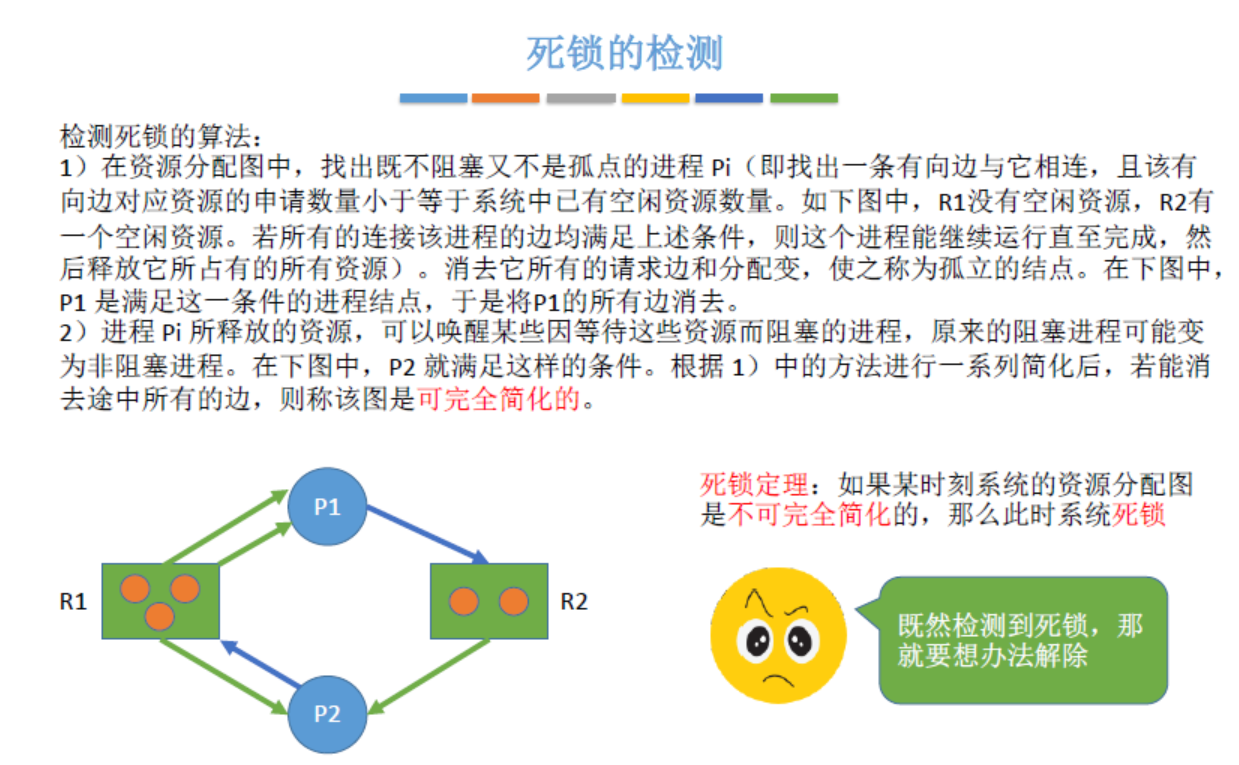 死锁的检测
检测死锁的算法：
1）在资源分配图中，找出既不阻塞又不是孤点的进程 Pi（即找出一条有向边与它相连，且该有
向边对应资源的申请数量小于等于系统中已有空闲资源数量。如下图中，R1没有空闲资源，R2有
一个空闲资源。若所有的连接该进程的边均满足上述条件，则这个进程能继续运行直至完成，然
后释放它所占有的所有资源）。消去它所有的请求边和分配变，使之称为孤立的结点。在下图中，
P1 是满足这一条件的进程结点，于是将P1的所有边消去。
2）进程 Pi 所释放的资源，可以唤醒某些因等待这些资源而阻塞的进程，原来的阻塞进程可能变
为非阻塞进程。在下图中，P2 就满足这样的条件。根据 1）中的方法进行一系列简化后，若能消
去途中所有的边，则称该图是可完全简化的。
死锁定理：如果某时刻系统的资源分配图
是不可完全简化的，那么此时系统死锁
P1
R1
R2
P2
既然检测到死锁，那
就要想办法解除